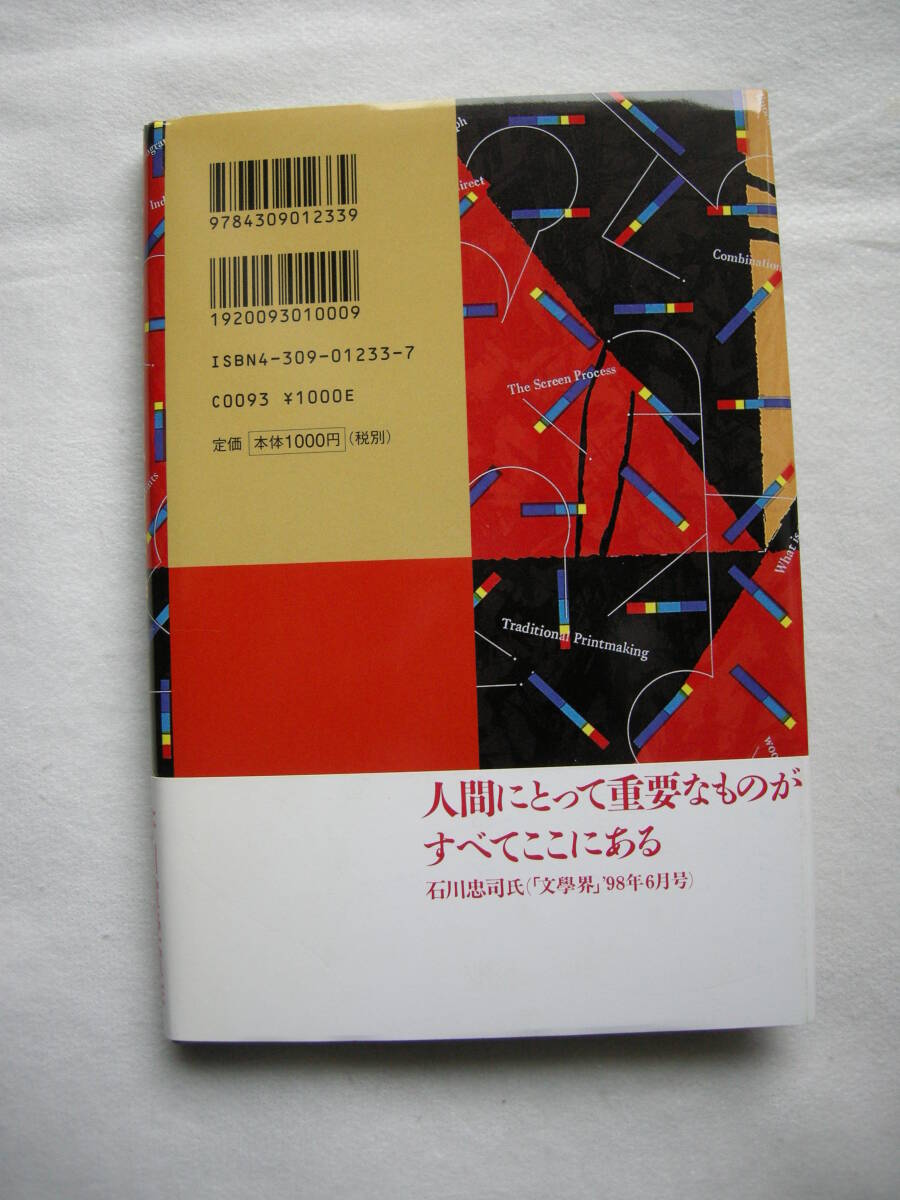 9784309012339
1920093010009
ISBN4-309-01233-7
C0093 ¥1000E
定価 本体1000円(税別)
Combination
The Screen Process
What is
Traditional Printmaking
人間にとって重要なものが
すべてここにある
石川忠司氏(「文學界」'98年6月号)